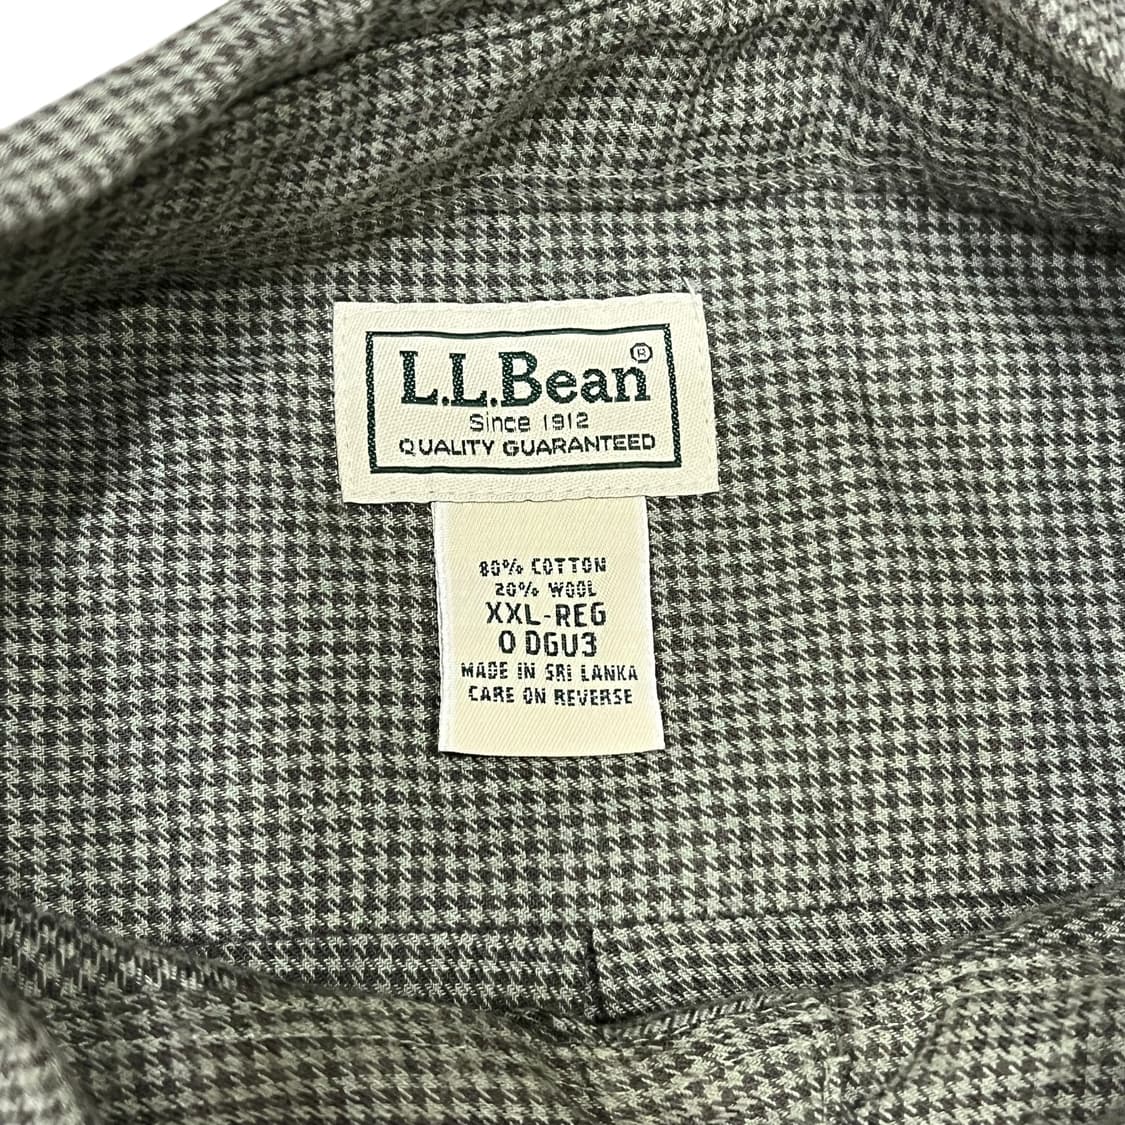 L.L.Bean®
Since 1912
QUALITY GUARANTEED
80% COTTON
20% WOOL
XXL-REG
0 DGU3
MADE IN SRI LANKA
CARE ON REVERSE